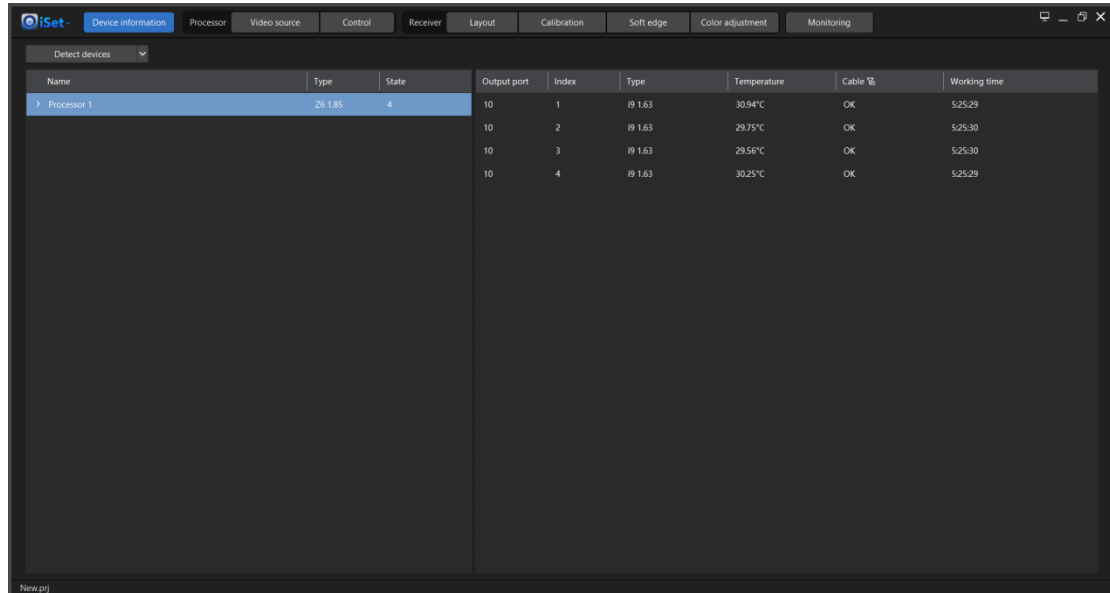 iSet Device information Processor Video source Control Receiver Layout Calibration Soft edge Color adjustment Monitoring
Detect devices
Name Type State Output port Index Type Temperature Cable Working time
Processor 1 Z6 1.85 4 10 1 I9 1.63 30.94°C OK 5:25:29
10 2 I9 1.63 29.75°C OK 5:25:30
10 3 I9 1.63 29.56°C OK 5:25:30
10 4 I9 1.63 30.25°C OK 5:25:29
New.prj